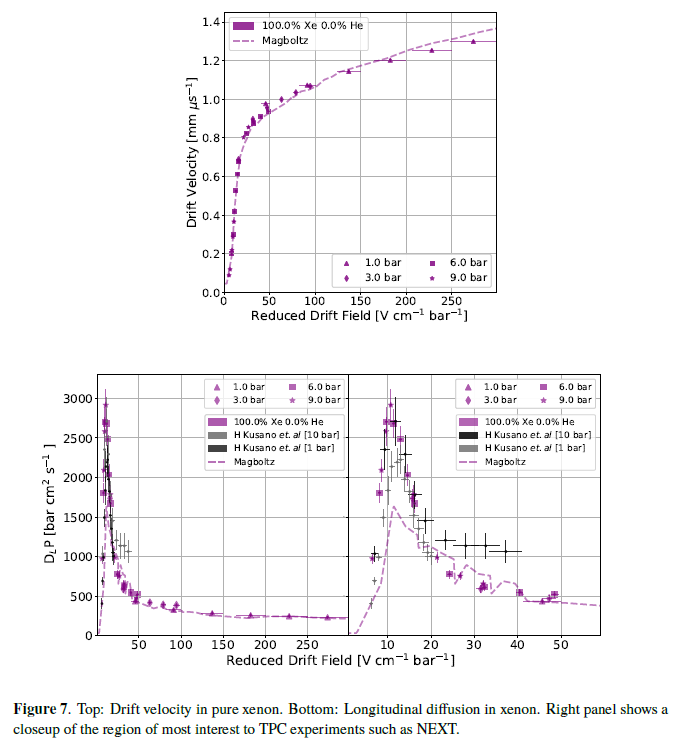 1.4
1.2
1.0
0.8
0.6
0.4
0.2
0.0
Drift Velocity [mm μs⁻¹]
100.0% Xe 0.0% He
Magboltz
1.0 bar 6.0 bar
3.0 bar 9.0 bar
0 50 100 150 200 250
Reduced Drift Field [V cm⁻¹ bar⁻¹]
3000
2500
2000
1500
1000
500
0
D_L P [bar cm² s⁻¹]
1.0 bar 6.0 bar
3.0 bar 9.0 bar
100.0% Xe 0.0% He
H Kusano et. al [10 bar]
H Kusano et. al [1 bar]
Magboltz
50 100 150 200 250
1.0 bar 6.0 bar
3.0 bar 9.0 bar
100.0% Xe 0.0% He
H Kusano et. al [10 bar]
H Kusano et. al [1 bar]
Magboltz
10 20 30 40 50
Reduced Drift Field [V cm⁻¹ bar⁻¹]
Figure 7. Top: Drift velocity in pure xenon. Bottom: Longitudinal diffusion in xenon. Right panel shows a
closeup of the region of most interest to TPC experiments such as NEXT.